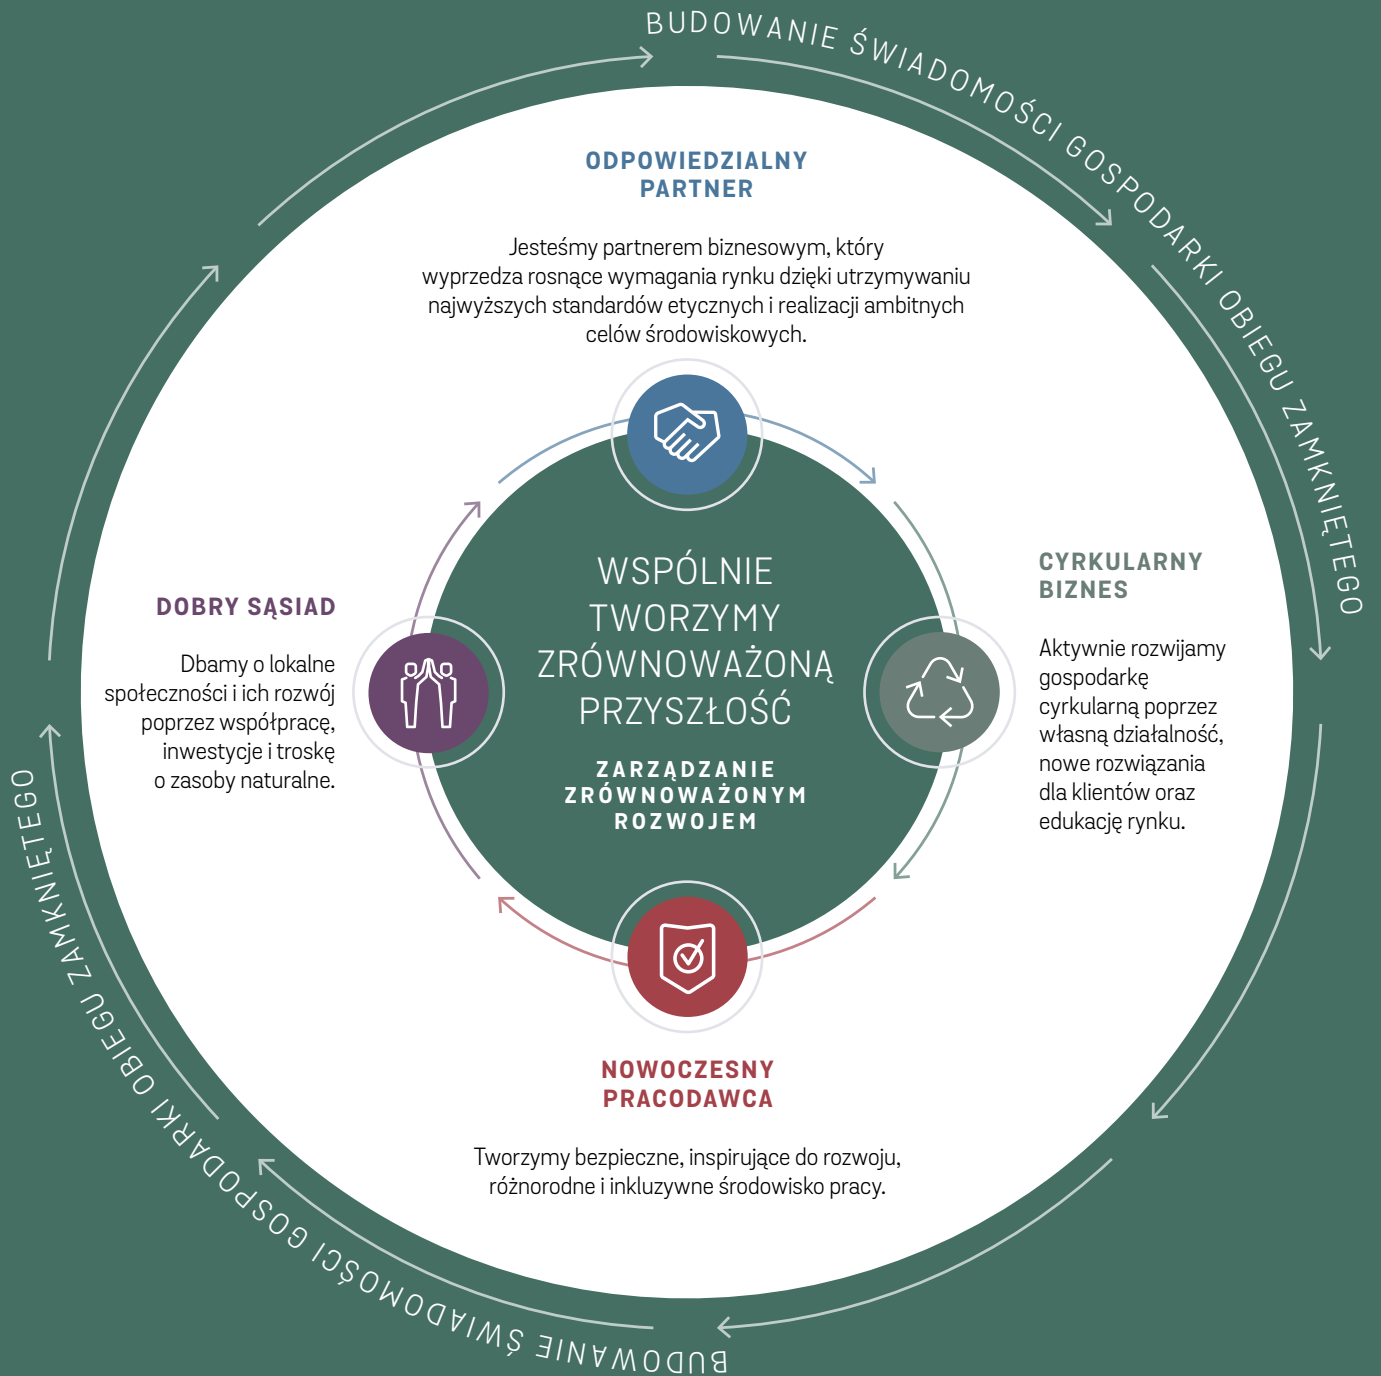 BUDOWANIE ŚWIADOMOŚCI GOSPODARKI OBIEGU ZAMKNIĘTEGO
ODPOWIEDZIALNY
PARTNER
Jesteśmy partnerem biznesowym, który
wyprzedza rosnące wymagania rynku dzięki utrzymywaniu
najwyższych standardów etycznych i realizacji ambitnych
celów środowiskowych.
CYRKULARNY
BIZNES
Aktywnie rozwijamy
gospodarkę
cyrkularną poprzez
własną działalność,
nowe rozwiązania
dla klientów oraz
edukację rynku.
WSPÓLNIE
TWORZYMY
ZRÓWNOWAŻONĄ
PRZYSZŁOŚĆ
ZARZĄDZANIE
ZRÓWNOWAŻONYM
ROZWOJEM
DOBRY SĄSIAD
Dbamy o lokalne
społeczności i ich rozwój
poprzez współpracę,
inwestycje i troskę
o zasoby naturalne.
NOWOCZESNY
PRACODAWCA
Tworzymy bezpieczne, inspirujące do rozwoju,
różnorodne i inkluzywne środowisko pracy.
BUDOWANIE ŚWIADOMOŚCI GOSPODARKI OBIEGU ZAMKNIĘTEGO